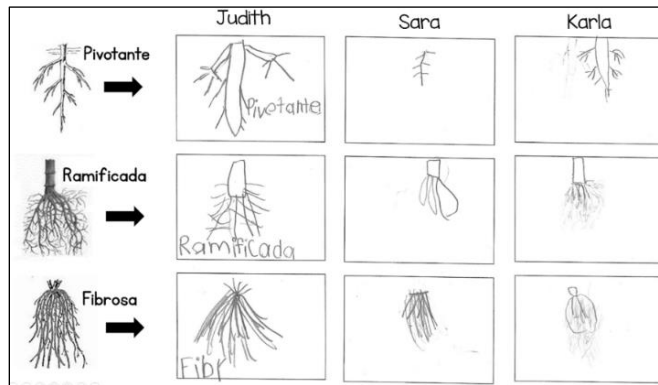 Judith Sara Karla
Pivotante
Pivotante
Ramificada
Ramificada
Fibrosa
Fibr